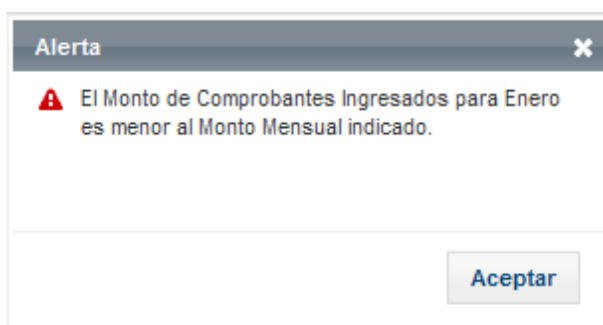 Alerta
El Monto de Comprobantes Ingresados para Enero
es menor al Monto Mensual indicado.
Aceptar